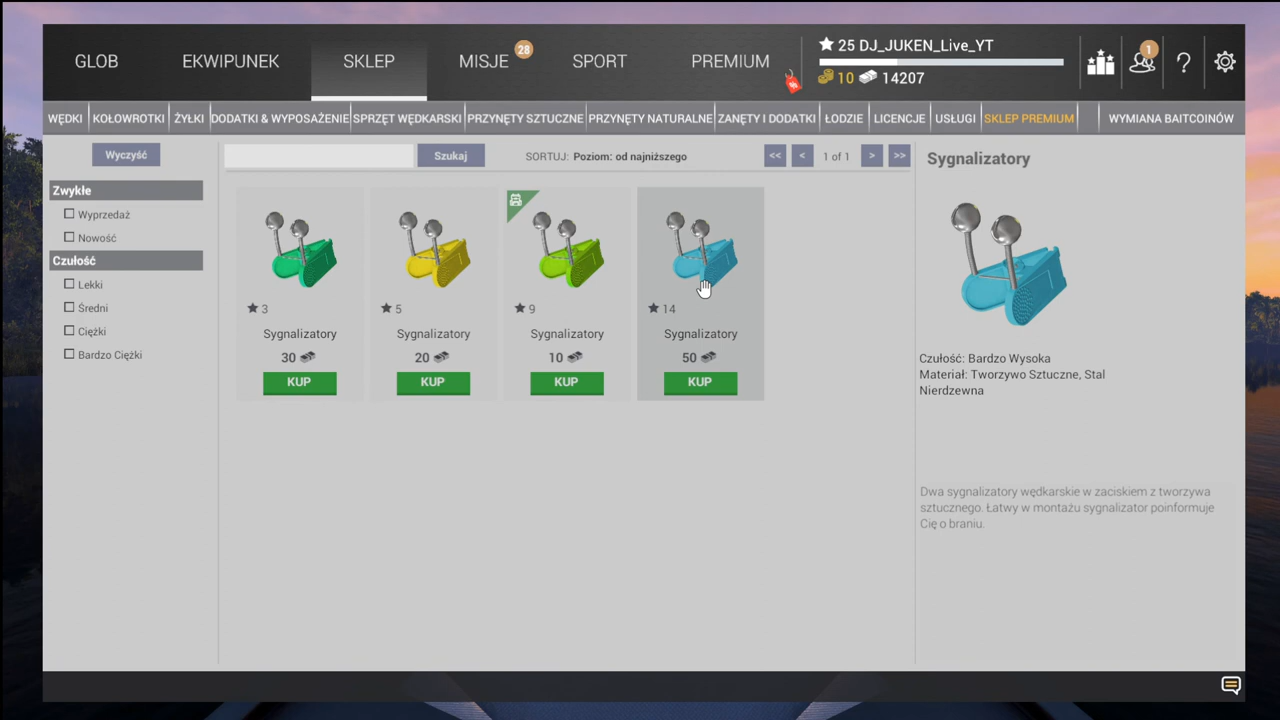 GLOB EKWIPUNEK SKLEP MISJE 28 SPORT PREMIUM
25 DJ_JUKEN_Live_YT
10 14207
1
WĘDKI KOŁOWROTKI ŻYŁKI DODATKI & WYPOSAŻENIE SPRZĘT WĘDKARSKI PRZYNĘTY SZTUCZNE PRZYNĘTY NATURALNE ZANĘTY I DODATKI ŁODZIE LICENCJE USŁUGI SKLEP PREMIUM WYMIANA BAITCOINÓW
Wyczyść
Szukaj
SORTUJ: Poziom: od najniższego
<< < 1 of 1 > >>
Zwykłe
Wyprzedaż
Nowość
Czułość
Lekki
Średni
Ciężki
Bardzo Ciężki
3 5 9 14
Sygnalizatory Sygnalizatory Sygnalizatory Sygnalizatory
30 20 10 50
KUP KUP KUP KUP
Sygnalizatory
Czułość: Bardzo Wysoka
Materiał: Tworzywo Sztuczne, Stal
Nierdzewna
Dwa sygnalizatory wędkarskie w zaciskiem z tworzywa
sztucznego. Łatwy w montażu sygnalizator poinformuje
Cię o braniu.